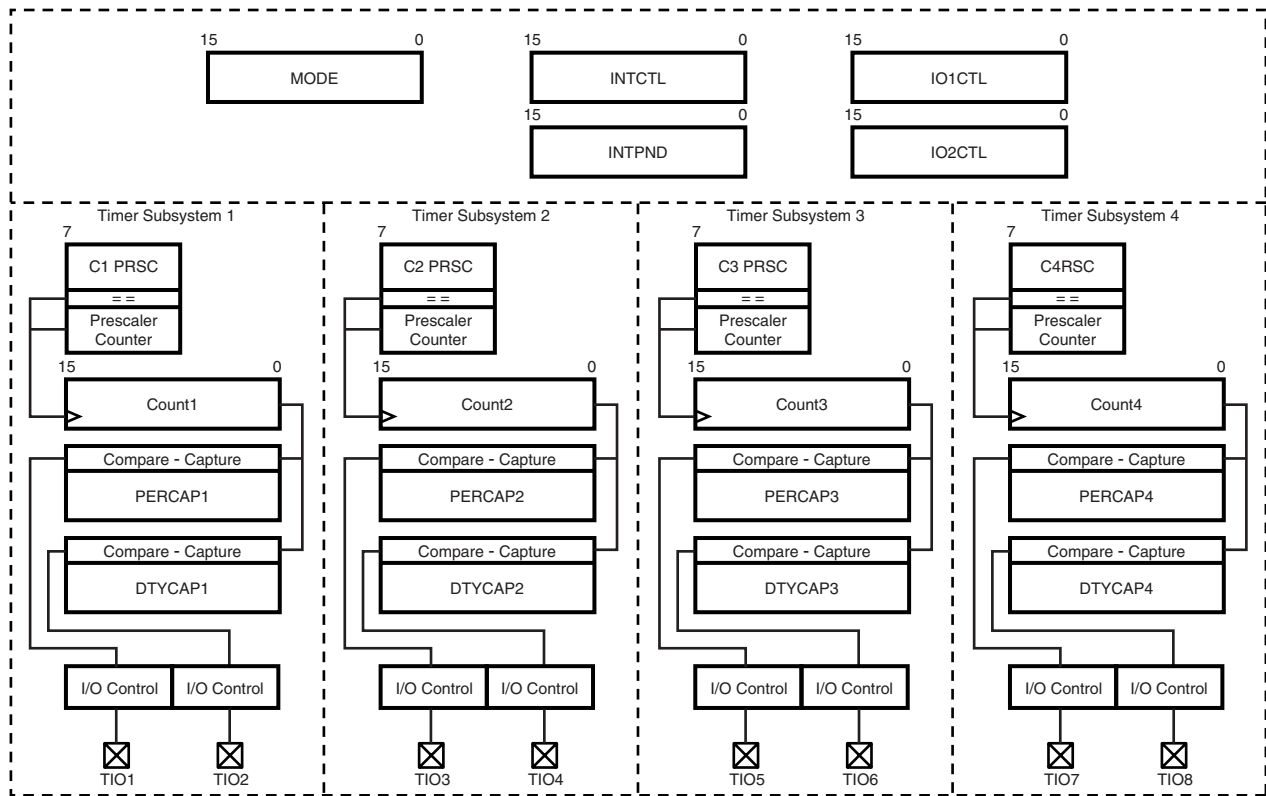 15 0 15 0 15 0
MODE INTCTL IO1CTL
15 0 15 0
INTPND IO2CTL
Timer Subsystem 1 Timer Subsystem 2 Timer Subsystem 3 Timer Subsystem 4
7 7 7 7
C1 PRSC C2 PRSC C3 PRSC C4RSC
= = = = = = = =
Prescaler Prescaler Prescaler Prescaler
Counter Counter Counter Counter
15 0 15 0 15 0 15 0
Count1 Count2 Count3 Count4
Compare - Capture Compare - Capture Compare - Capture Compare - Capture
PERCAP1 PERCAP2 PERCAP3 PERCAP4
Compare - Capture Compare - Capture Compare - Capture Compare - Capture
DTYCAP1 DTYCAP2 DTYCAP3 DTYCAP4
I/O Control I/O Control I/O Control I/O Control I/O Control I/O Control I/O Control I/O Control
TIO1 TIO2 TIO3 TIO4 TIO5 TIO6 TIO7 TIO8